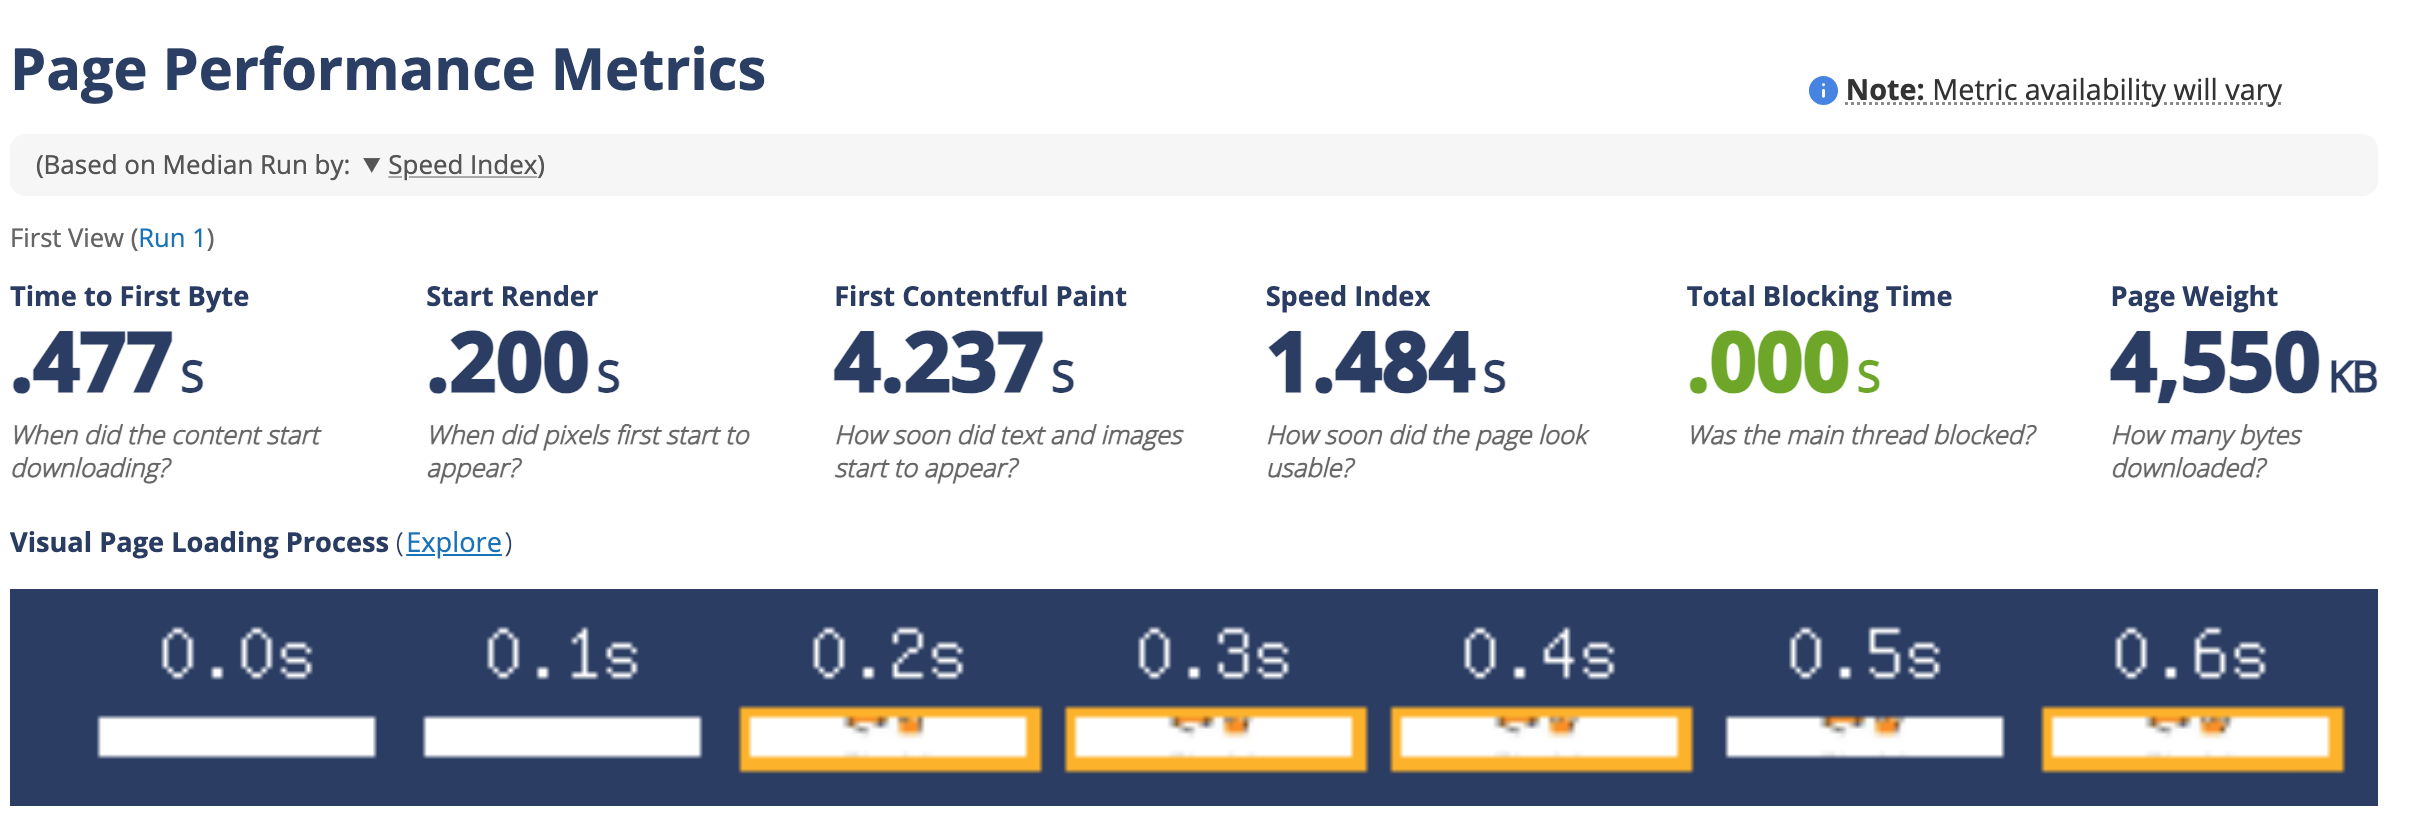 Page Performance Metrics
Note: Metric availability will vary
(Based on Median Run by: ▼ Speed Index)
First View (Run 1)
Time to First Byte
.477 s
When did the content start
downloading?
Start Render
.200 s
When did pixels first start to
appear?
First Contentful Paint
4.237 s
How soon did text and images
start to appear?
Speed Index
1.484 s
How soon did the page look
usable?
Total Blocking Time
.000 s
Was the main thread blocked?
Page Weight
4,550 KB
How many bytes
downloaded?
Visual Page Loading Process (Explore)
0.0s 0.1s 0.2s 0.3s 0.4s 0.5s 0.6s